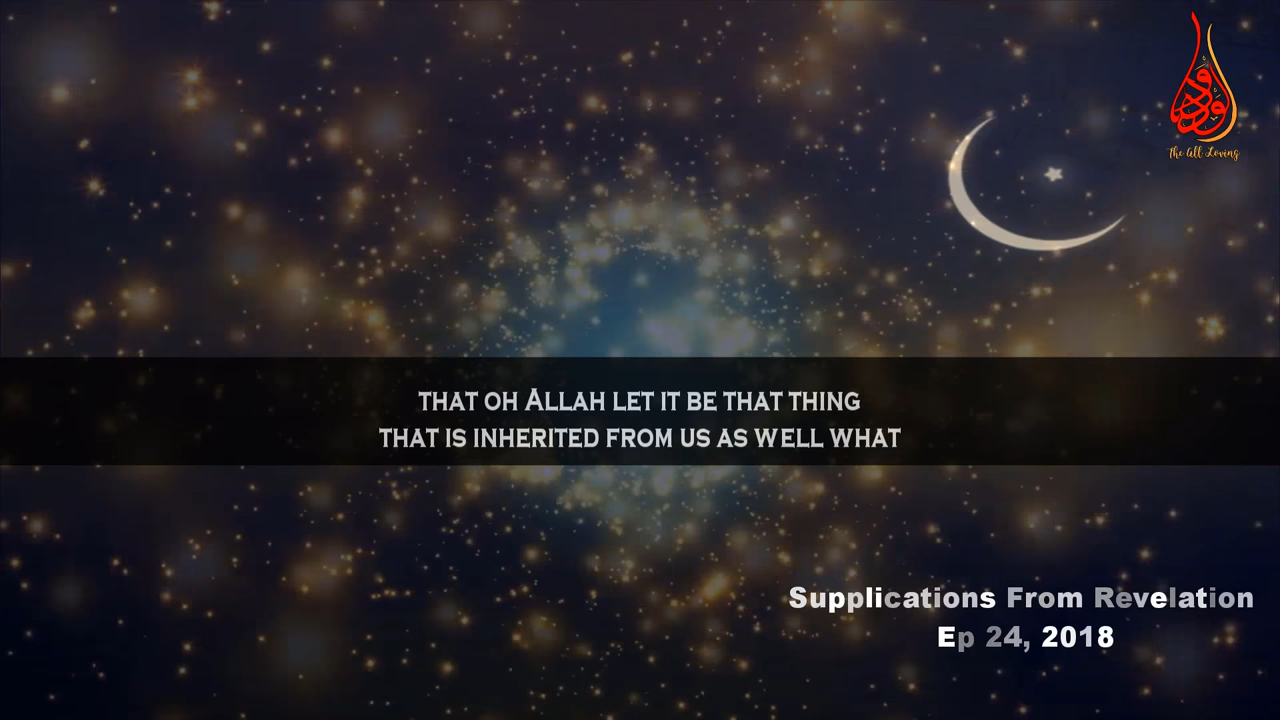 الودود
The All Loving
THAT OH ALLAH LET IT BE THAT THING
THAT IS INHERITED FROM US AS WELL WHAT
Supplications From Revelation
Ep 24, 2018